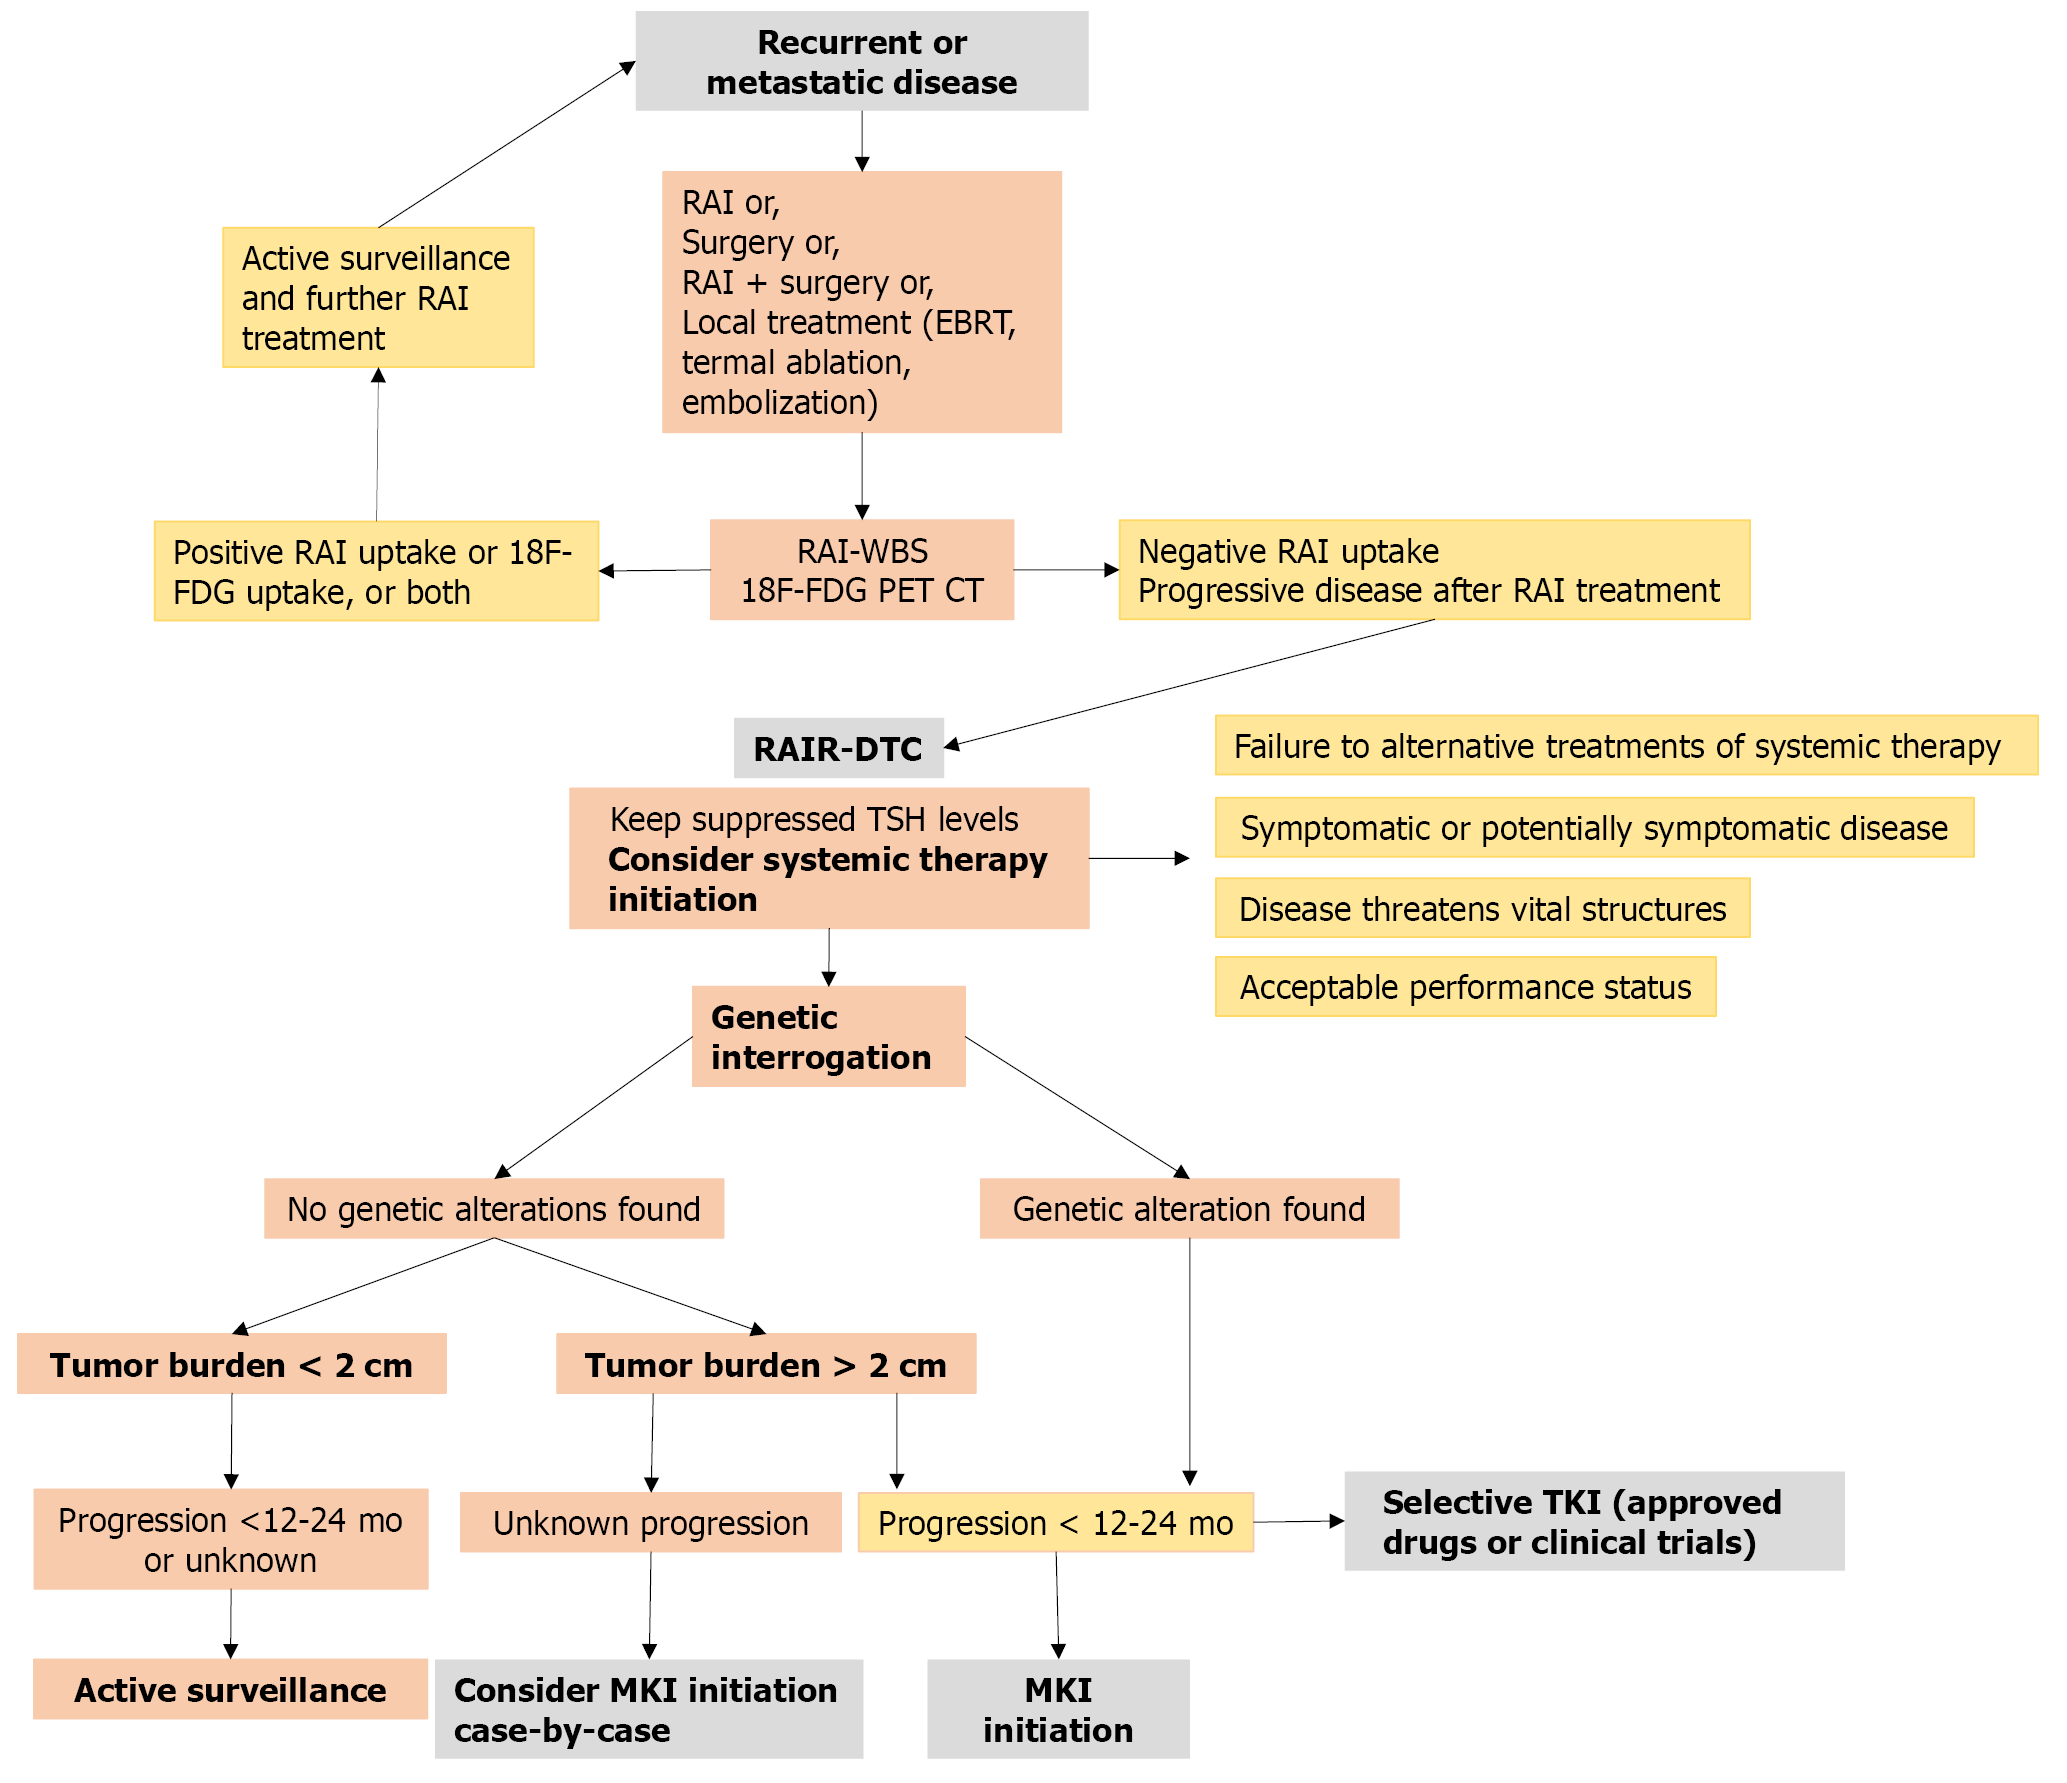 Recurrent or
metastatic disease
RAI or,
Surgery or,
RAI + surgery or,
Local treatment (EBRT,
termal ablation,
embolization)
Active surveillance
and further RAI
treatment
Positive RAI uptake or 18F-
FDG uptake, or both
RAI-WBS
18F-FDG PET CT
Negative RAI uptake
Progressive disease after RAI treatment
RAIR-DTC
Keep suppressed TSH levels
Consider systemic therapy
initiation
Failure to alternative treatments of systemic therapy
Symptomatic or potentially symptomatic disease
Disease threatens vital structures
Acceptable performance status
Genetic
interrogation
No genetic alterations found
Genetic alteration found
Tumor burden < 2 cm
Tumor burden > 2 cm
Progression <12-24 mo
or unknown
Unknown progression
Progression < 12-24 mo
Selective TKI (approved
drugs or clinical trials)
Active surveillance
Consider MKI initiation
case-by-case
MKI
initiation